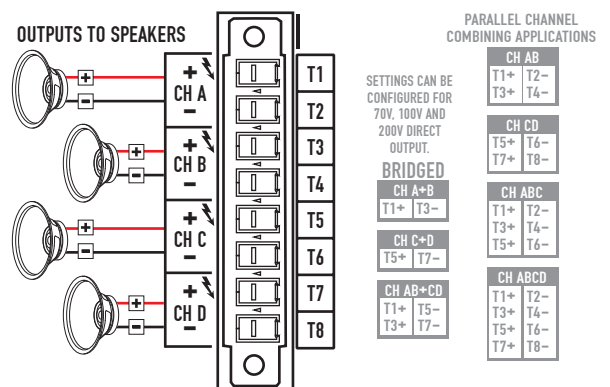 OUTPUTS TO SPEAKERS
+ CH A -
+ CH B -
+ CH C -
+ CH D -
T1
T2
T3
T4
T5
T6
T7
T8
SETTINGS CAN BE
CONFIGURED FOR
70V, 100V AND
200V DIRECT
OUTPUT.
BRIDGED
CH A+B
T1+ T3-
CH C+D
T5+ T7-
CH AB+CD
T1+ T5-
T3+ T7-
PARALLEL CHANNEL
COMBINING APPLICATIONS
CH AB
T1+ T2-
T3+ T4-
CH CD
T5+ T6-
T7+ T8-
CH ABC
T1+ T2-
T3+ T4-
T5+ T6-
CH ABCD
T1+ T2-
T3+ T4-
T5+ T6-
T7+ T8-